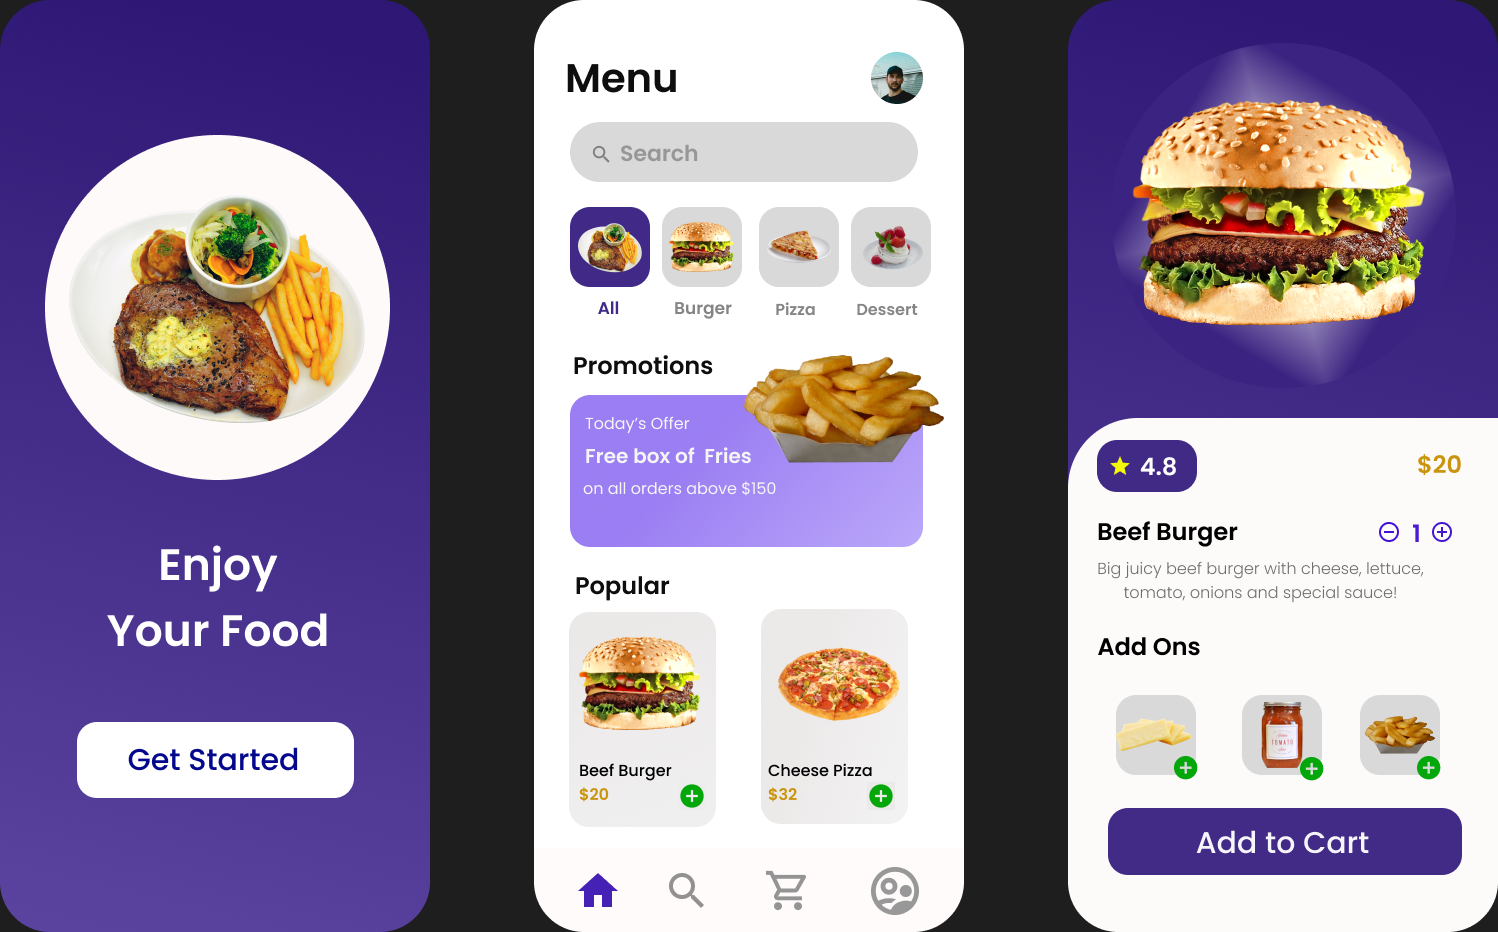 Enjoy
Your Food
Get Started
Menu
Search
All
Burger
Pizza
Dessert
Promotions
Today's Offer
Free box of Fries
on all orders above $150
Popular
Beef Burger
$20
Cheese Pizza
$32
4.8
$20
Beef Burger
1
Big juicy beef burger with cheese, lettuce,
tomato, onions and special sauce!
Add Ons
TOMATO
Add to Cart